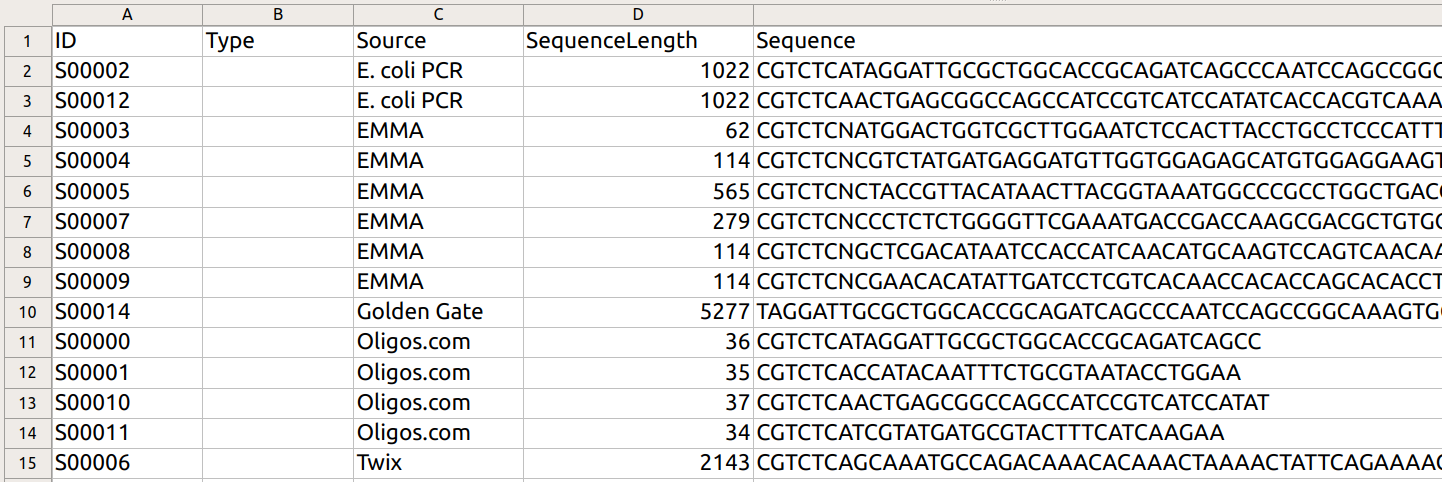 A B C D
1 ID Type Source SequenceLength Sequence
2 S00002 E. coli PCR 1022 CGTCTCATAGGATTGCGCTGGCACCGCAGATCAGCCCAATCCAGCCGGC
3 S00012 E. coli PCR 1022 CGTCTCAACTGAGCGGCCAGCCATCCGTCATCCATATCACCACGTCAAA
4 S00003 EMMA 62 CGTCTCNATGGACTGGTCGCTTGGAATCTCCACTTACCTGCCTCCCATTT
5 S00004 EMMA 114 CGTCTCNCGTCTATGATGAGGATGTTGGTGGAGAGCATGTGGAGGAAGT
6 S00005 EMMA 565 CGTCTCNCTACCGTTACATAACTTACGGTAAATGGCCCGCCTGGCTGAC
7 S00007 EMMA 279 CGTCTCNCCCTCTCTGGGGTTCGAAATGACCGACCAAGCGACGCTGTGC
8 S00008 EMMA 114 CGTCTCNGCTCGACATAATCCACCATCAACATGCAAGTCCAGTCAACAA
9 S00009 EMMA 114 CGTCTCNCGAACACATATTGATCCTCGTCACAACCACACCAGCACACCT
10 S00014 Golden Gate 5277 TAGGATTGCGCTGGCACCGCAGATCAGCCCAATCCAGCCGGCAAAGTG
11 S00000 Oligos.com 36 CGTCTCATAGGATTGCGCTGGCACCGCAGATCAGCC
12 S00001 Oligos.com 35 CGTCTCACCATACAATTTCTGCGTAATACCTGGAA
13 S00010 Oligos.com 37 CGTCTCAACTGAGCGGCCAGCCATCCGTCATCCATAT
14 S00011 Oligos.com 34 CGTCTCATCGTATGATGCGTACTTTCATCAAGAA
15 S00006 Twix 2143 CGTCTCAGCAAATGCCAGACAAACACAAACTAAAACTATTCAGAAAA